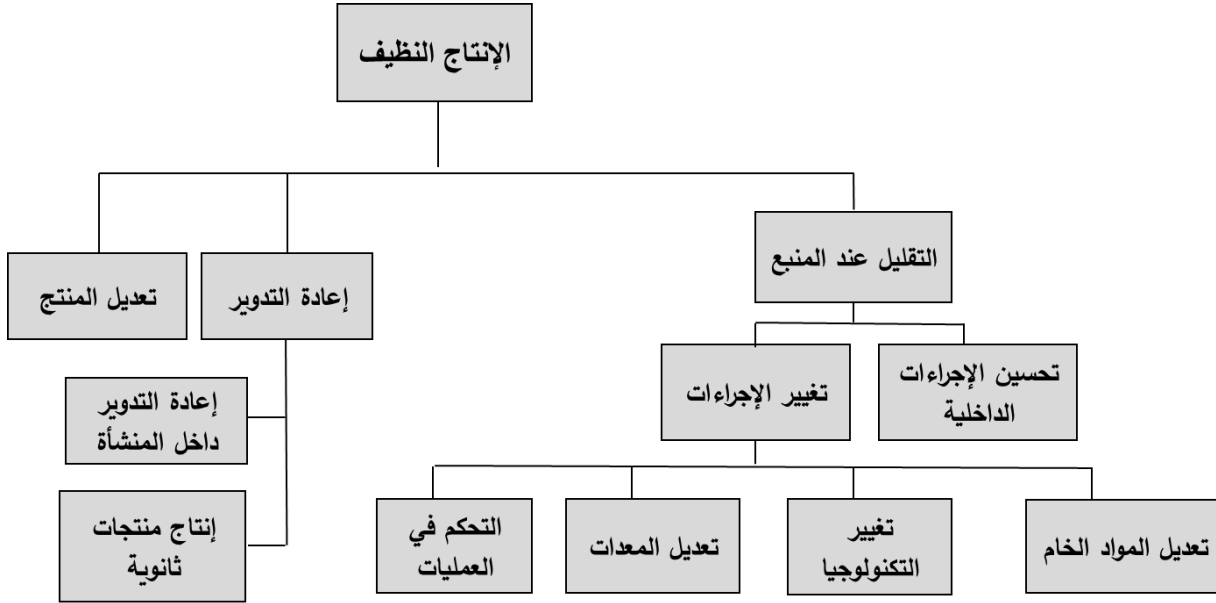 الإنتاج النظيف
التقليل عند المنبع
إعادة التدوير
تعديل المنتج
تحسين الإجراءات
الداخلية
تغيير الإجراءات
إعادة التدوير
داخل المنشأة
تعديل المواد الخام
تغيير
التكنولوجيا
تعديل المعدات
التحكم في
العمليات
إنتاج منتجات
ثانوية